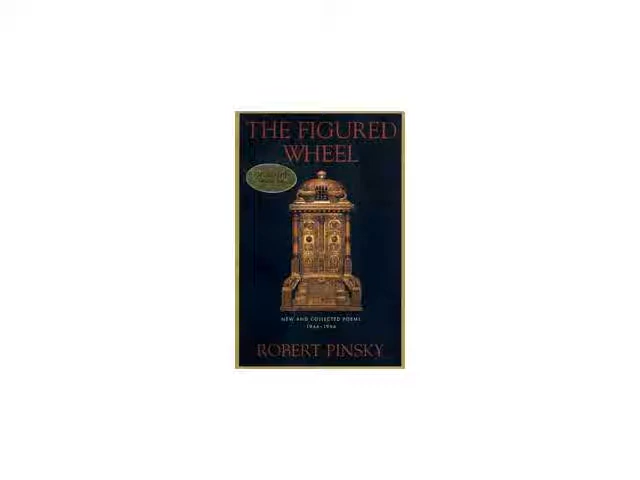 THE FIGURED
WHEEL
NEW AND COLLECTED POEMS
ROBERT PINSKY